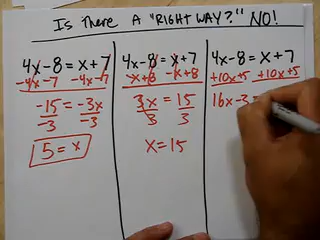 Is There A "RIGHT WAY?" NO!
4x-8 = x+7
-4x-7 -4x-7
-15 = -3x
-3 -3
5 = x
4x-8 = x+7
-x+8 -x+8
3x = 15
3 3
x=15
4x-8 = x+7
+10x+5 +10x+5
16x-3